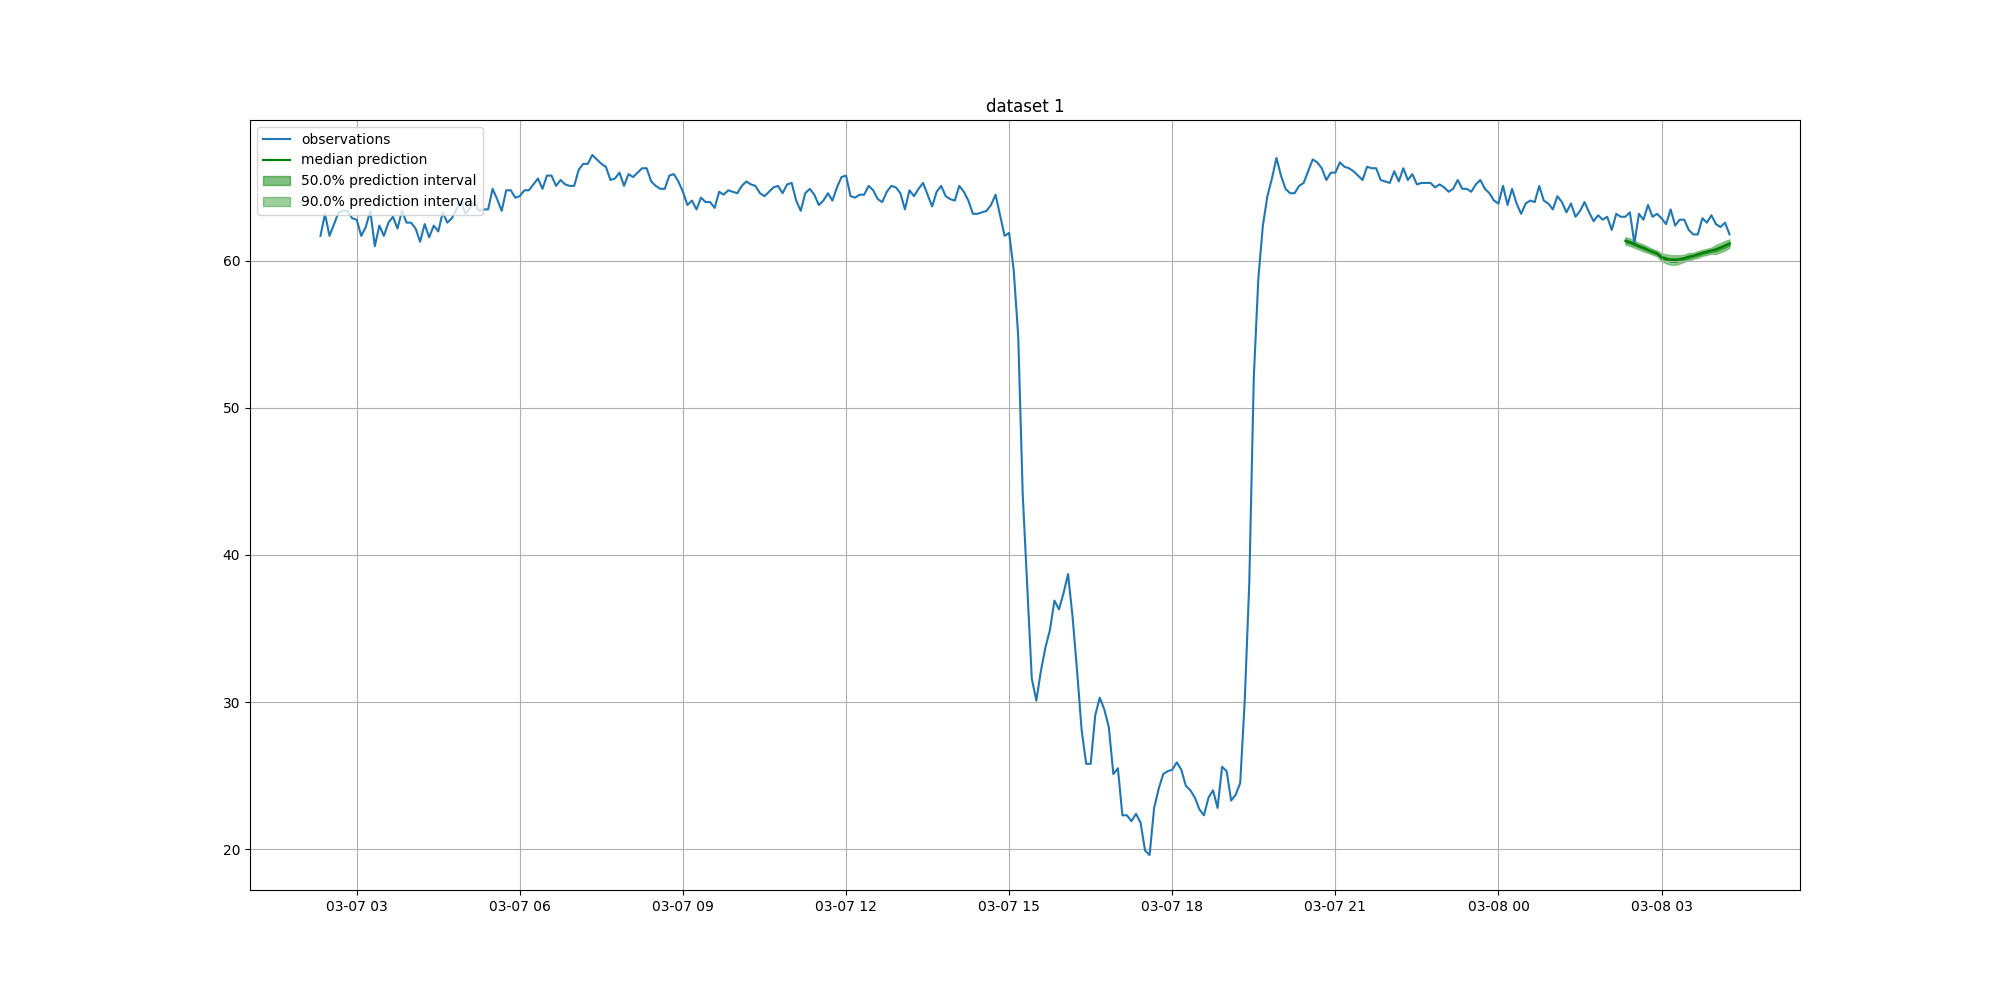 dataset 1
observations
median prediction
50.0% prediction interval
90.0% prediction interval
60
50
40
30
20
03-07 03
03-07 06
03-07 09
03-07 12
03-07 15
03-07 18
03-07 21
03-08 00
03-08 03